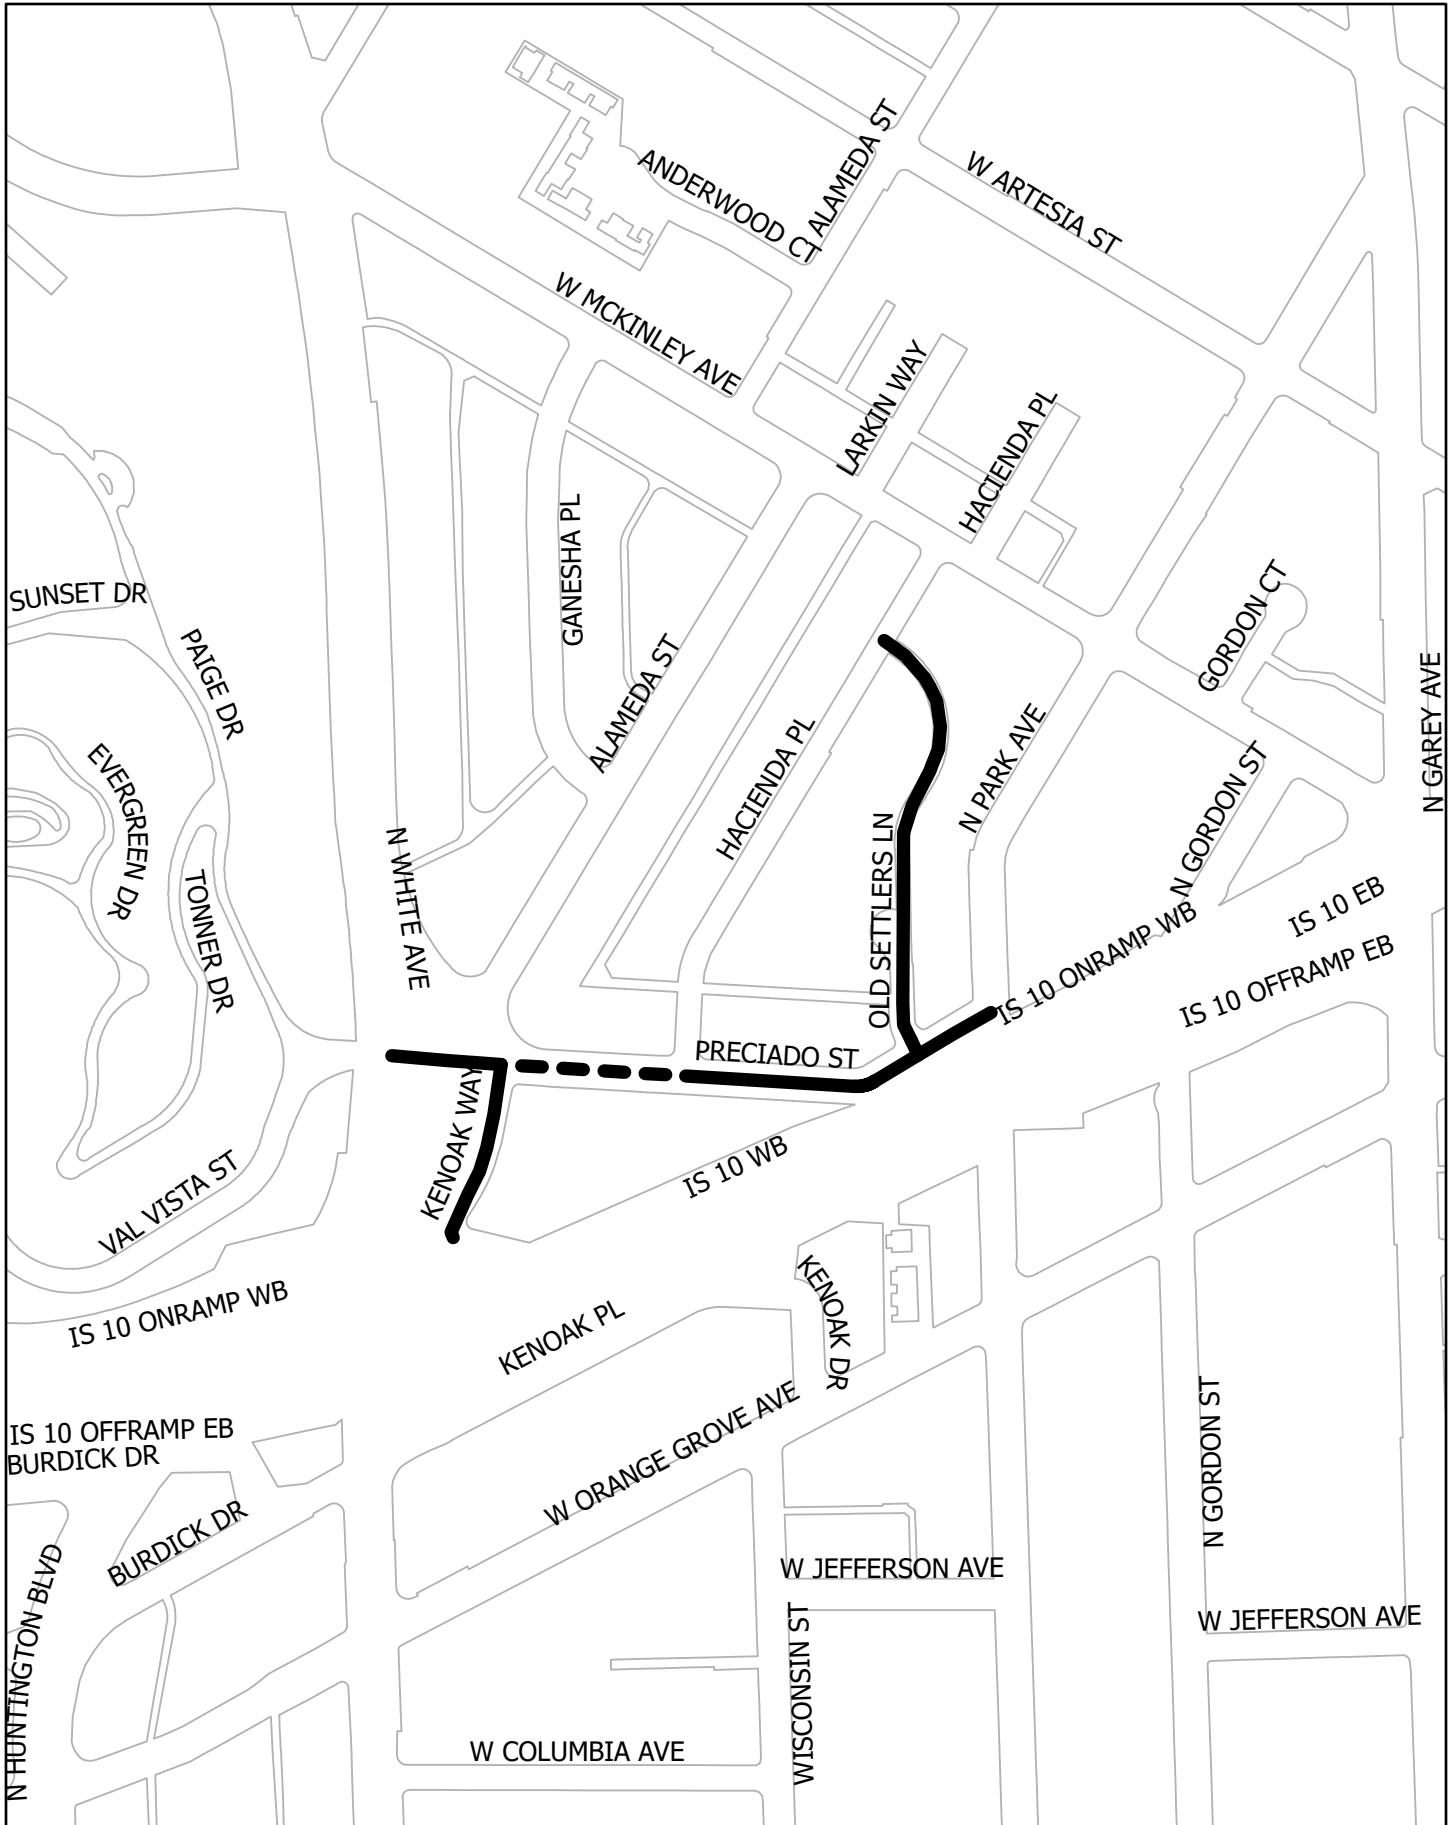 ALAMEDA ST
ANDERWOOD CT
W ARTESIA ST
W MCKINLEY AVE
LARKIN WAY
HACIENDA PL
GANESHA PL
SUNSET DR
GORDON CT
PAIGE DR
ALAMEDA ST
N GAREY AVE
HACIENDA PL
N PARK AVE
EVERGREEN DR
N GORDON ST
N WHITE AVE
OLD SETTLERS LN
TONNER DR
IS 10 EB
IS 10 ONRAMP WB
IS 10 OFFRAMP EB
PRECIADO ST
KENOAK WAY
IS 10 WB
VAL VISTA ST
IS 10 ONRAMP WB
KENOAK DR
KENOAK PL
W ORANGE GROVE AVE
IS 10 OFFRAMP EB
BURDICK DR
N GORDON ST
BURDICK DR
W JEFFERSON AVE
N HUNTINGTON BLVD
W JEFFERSON AVE
WISCONSIN ST
W COLUMBIA AVE